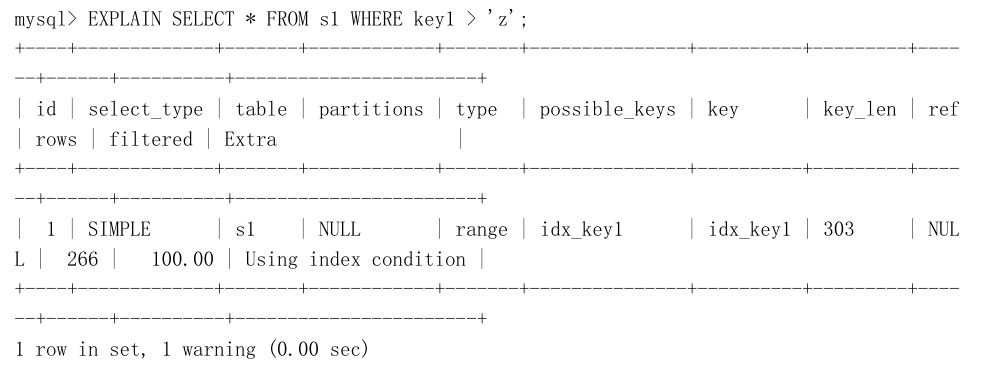 mysql> EXPLAIN SELECT * FROM s1 WHERE key1 > 'z';
+----+-------------+-------+------------+-------+---------------+----------+---------+----
--+------+----------+-----------------------+
| id | select_type | table | partitions | type  | possible_keys | key      | key_len | ref
| rows | filtered | Extra                 |
+----+-------------+-------+------------+-------+---------------+----------+---------+----
--+------+----------+-----------------------+
|  1 | SIMPLE      | s1    | NULL       | range | idx_key1      | idx_key1 | 303     | NUL
L |  266 |   100.00 | Using index condition |
+----+-------------+-------+------------+-------+---------------+----------+---------+----
--+------+----------+-----------------------+
1 row in set, 1 warning (0.00 sec)